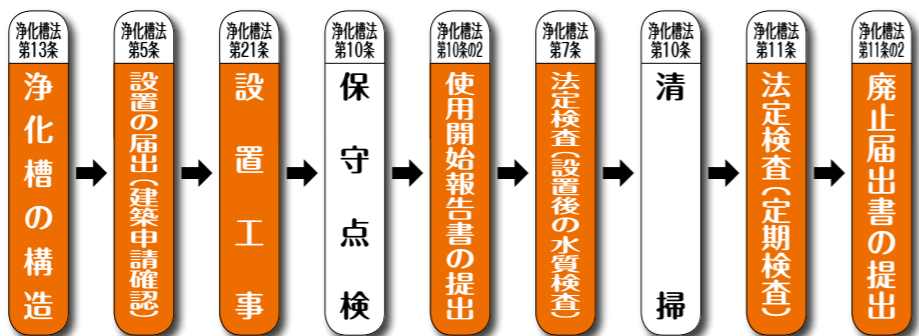 浄化槽法
第13条
浄化槽の構造
浄化槽法
第5条
設置の届出(建築申請確認)
浄化槽法
第21条
設置工事
浄化槽法
第10条
保守点検
浄化槽法
第10条の2
使用開始報告書の提出
浄化槽法
第7条
法定検査(設置後の水質検査)
浄化槽法
第10条
清掃
浄化槽法
第11条
法定検査(定期検査)
浄化槽法
第11条の2
廃止届出書の提出